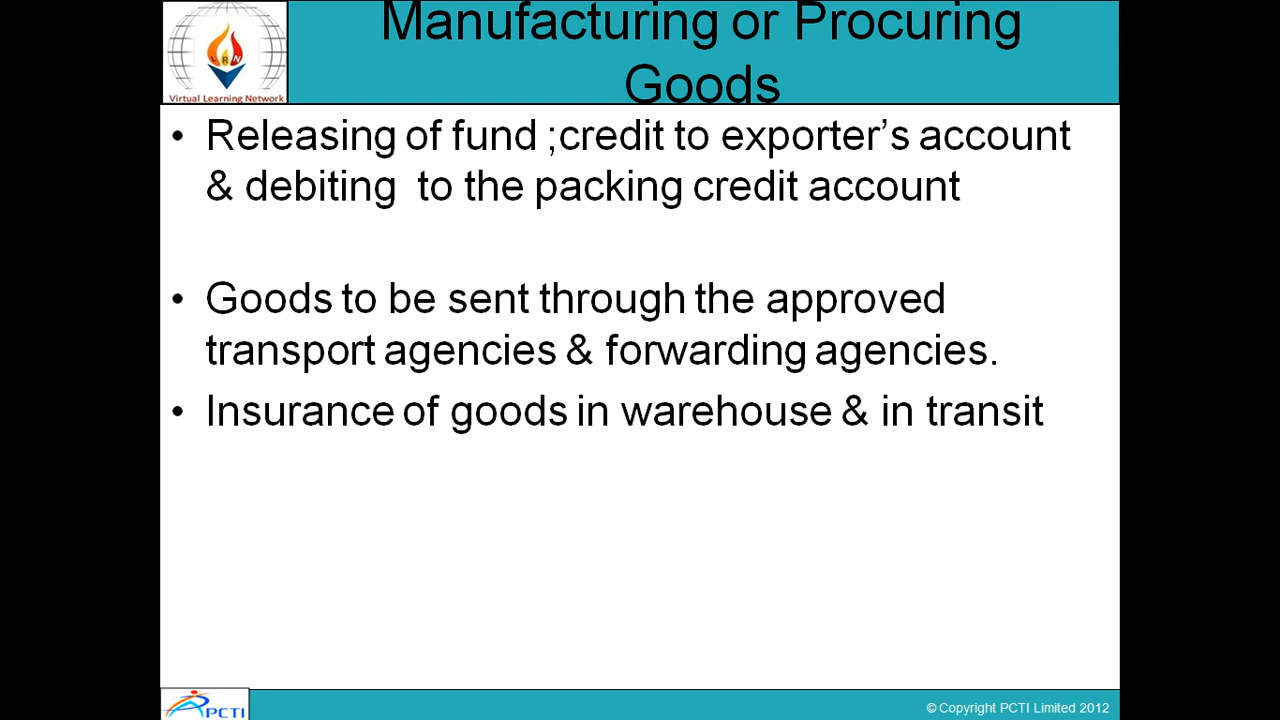 Manufacturing or Procuring
Goods
LRN
Virtual Learning Network
• Releasing of fund ;credit to exporter’s account
& debiting  to the packing credit account
• Goods to be sent through the approved
transport agencies & forwarding agencies.
• Insurance of goods in warehouse & in transit
PCTI
© Copyright PCTI Limited 2012